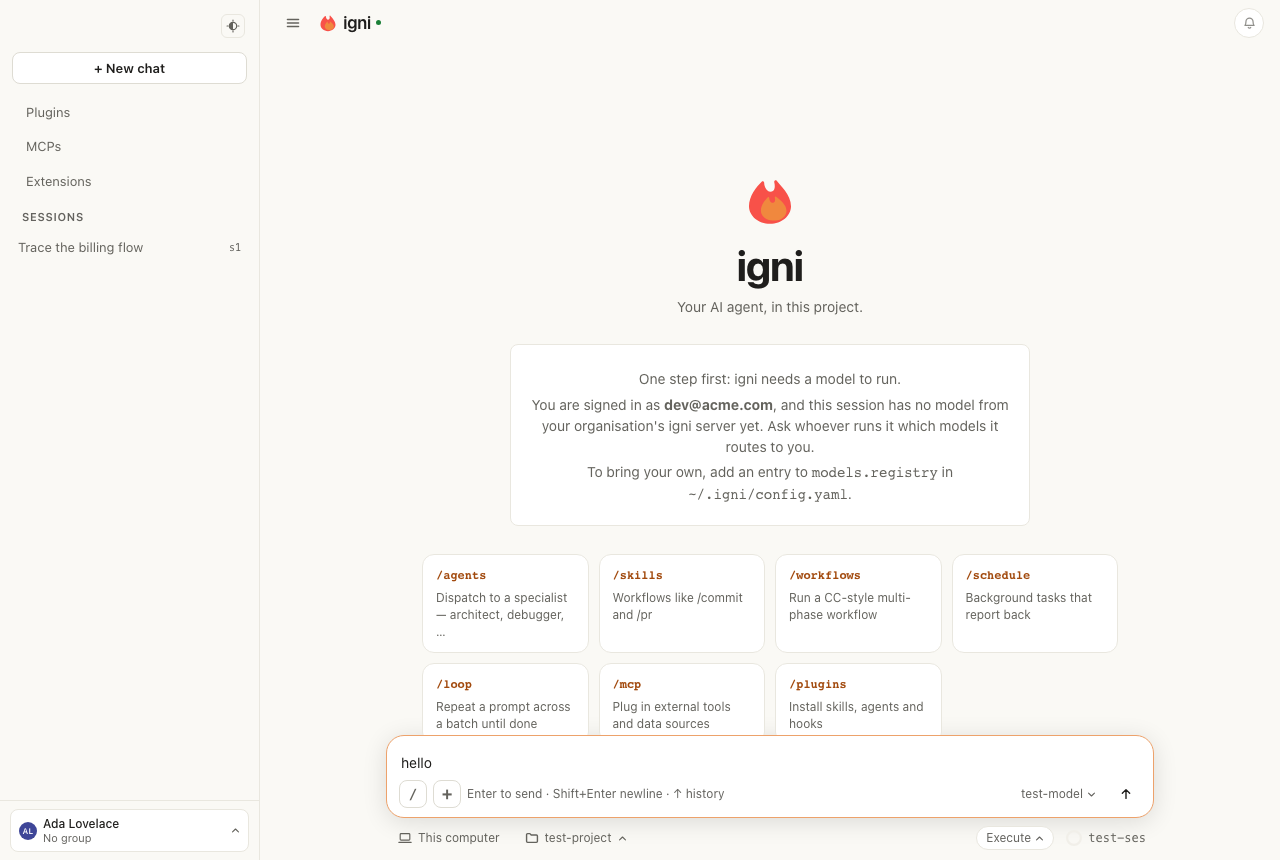 + New chat
Plugins
MCPs
Extensions
SESSIONS
Trace the billing flow s1
AL
Ada Lovelace
No group
igni
igni
Your AI agent, in this project.
One step first: igni needs a model to run.
You are signed in as dev@acme.com, and this session has no model from
your organisation's igni server yet. Ask whoever runs it which models it
routes to you.
To bring your own, add an entry to models.registry in
~/.igni/config.yaml.
/agents
Dispatch to a specialist
— architect, debugger,
…
/skills
Workflows like /commit
and /pr
/workflows
Run a CC-style multi-
phase workflow
/schedule
Background tasks that
report back
/loop
Repeat a prompt across
a batch until done
/mcp
Plug in external tools
and data sources
/plugins
Install skills, agents and
hooks
hello
/ + Enter to send · Shift+Enter newline · ↑ history test-model
This computer test-project Execute test-ses